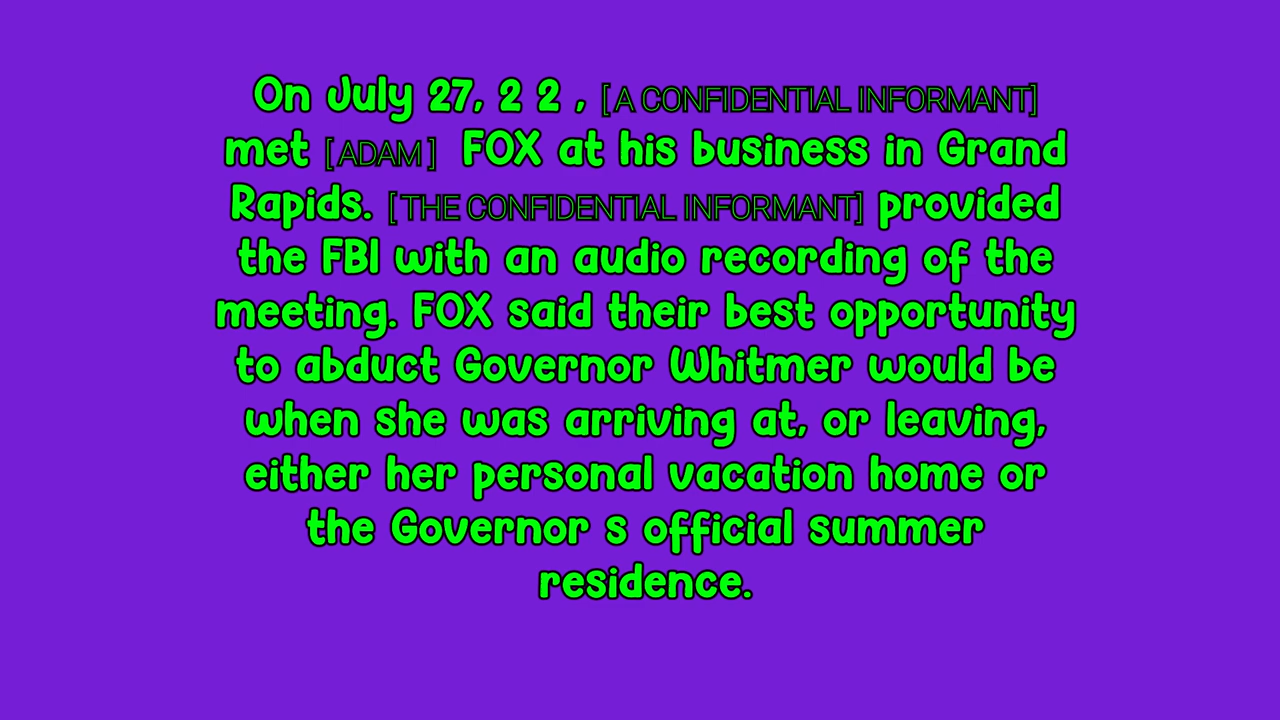 On July 27, 2 2 , [A CONFIDENTIAL INFORMANT]
met [ADAM] FOX at his business in Grand
Rapids. [THE CONFIDENTIAL INFORMANT] provided
the FBI with an audio recording of the
meeting. FOX said their best opportunity
to abduct Governor Whitmer would be
when she was arriving at, or leaving,
either her personal vacation home or
the Governor s official summer
residence.